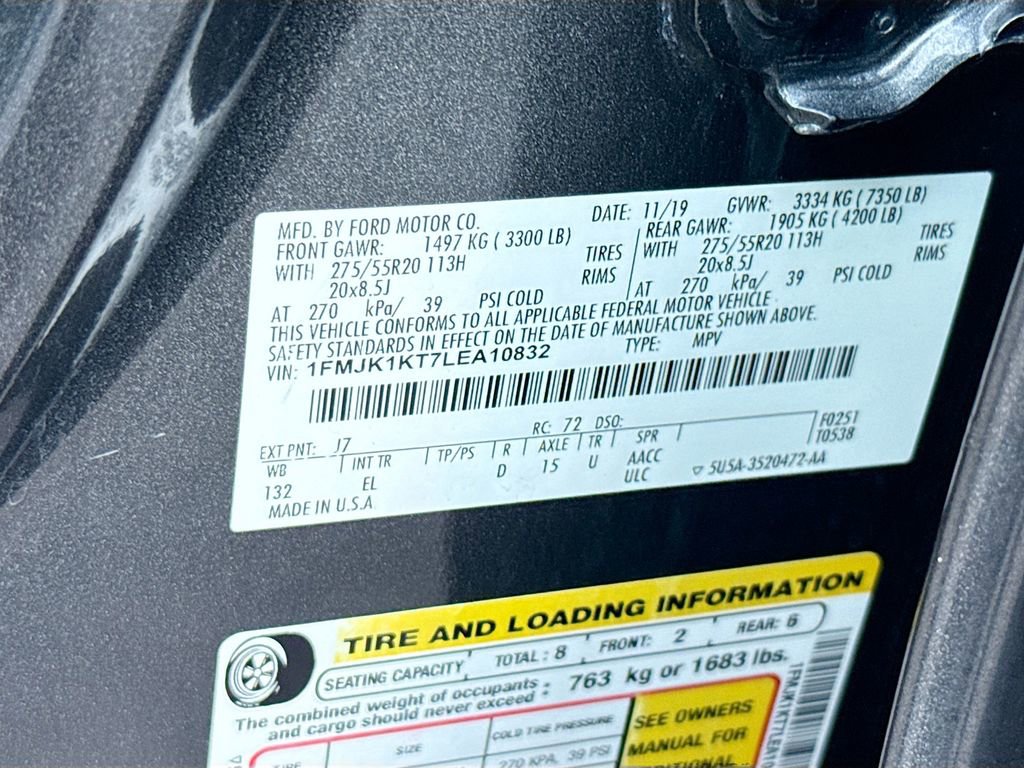 MFD. BY FORD MOTOR CO. DATE: 11/19 GVWR: 3334 KG ( 7350 LB)
FRONT GAWR: 1497 KG ( 3300 LB) REAR GAWR: 1905 KG ( 4200 LB)
WITH 275/55R20 113H TIRES WITH 275/55R20 113H TIRES
20x8.5J RIMS 20x8.5J RIMS
AT 270 kPa/ 39 PSI COLD AT 270 kPa/ 39 PSI COLD
THIS VEHICLE CONFORMS TO ALL APPLICABLE FEDERAL MOTOR VEHICLE
SAFETY STANDARDS IN EFFECT ON THE DATE OF MANUFACTURE SHOWN ABOVE.
VIN: 1FMJK1KT7LEA10832 TYPE: MPV
EXT PNT: J7 RC: 72 DSO: F0251
WB INT TR TP/PS R AXLE TR SPR T0538
132 EL D 15 U AACC
ULC ▽ 5U5A-3520472-AA
MADE IN U.S.A.
TIRE AND LOADING INFORMATION
SEATING CAPACITY TOTAL: 8 FRONT: 2 REAR: 6
The combined weight of occupants and cargo should never exceed : 763 kg or 1683 lbs.
SIZE COLD TIRE PRESSURE SEE OWNERS
TIRE 270 KPA, 39 PSI MANUAL FOR